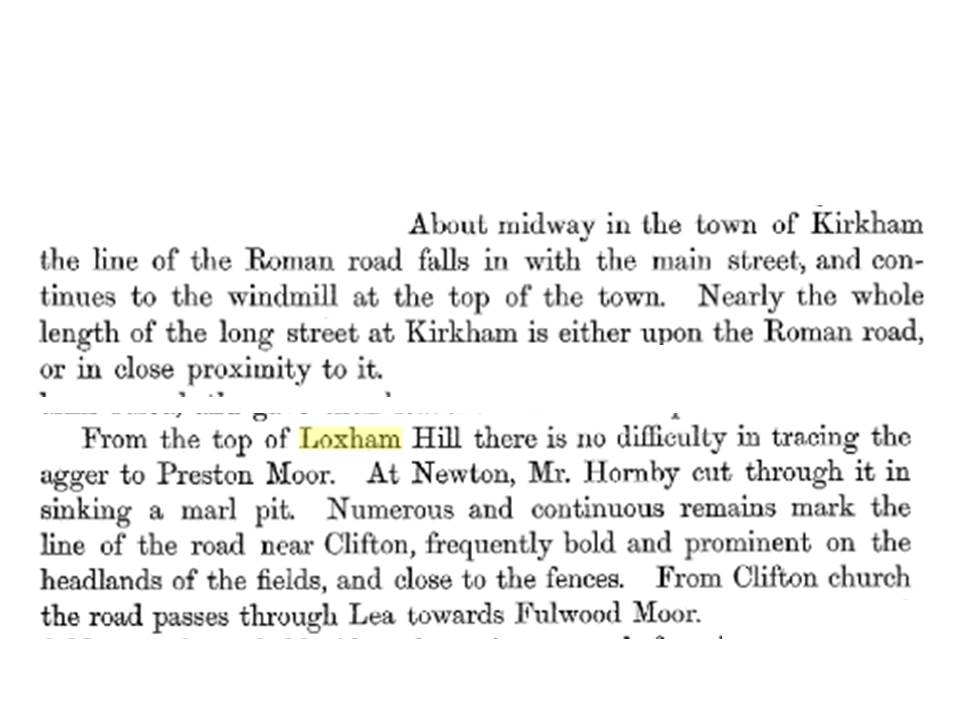 About midway in the town of Kirkham
the line of the Roman road falls in with the main street, and con-
tinues to the windmill at the top of the town. Nearly the whole
length of the long street at Kirkham is either upon the Roman road,
or in close proximity to it.
From the top of Loxham Hill there is no difficulty in tracing the
agger to Preston Moor. At Newton, Mr. Hornby cut through it in
sinking a marl pit. Numerous and continuous remains mark the
line of the road near Clifton, frequently bold and prominent on the
headlands of the fields, and close to the fences. From Clifton church
the road passes through Lea towards Fulwood Moor.